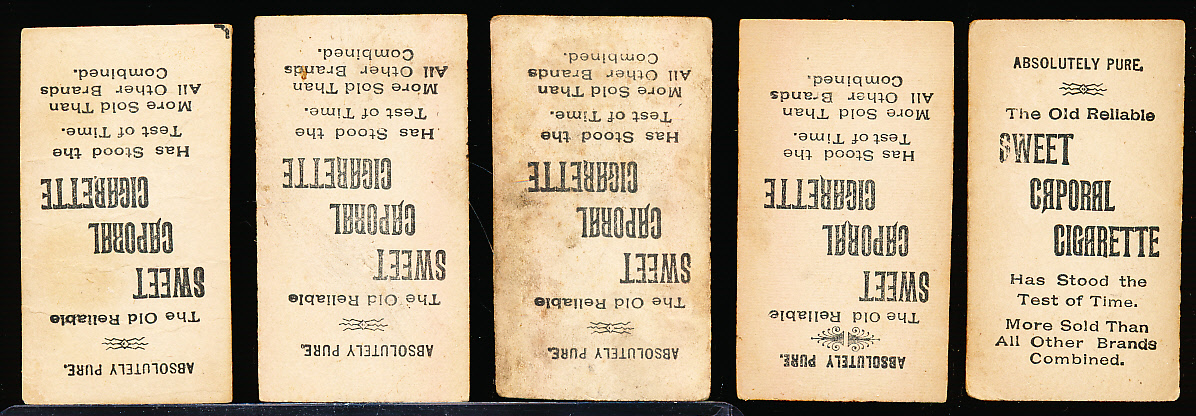 ABSOLUTELY PURE.
The Old Reliable
SWEET
CAPORAL
CIGARETTE
Has Stood the
Test of Time.
More Sold Than
All Other Brands
Combined.
ABSOLUTELY PURE.
The Old Reliable
SWEET
CAPORAL
CIGARETTE
Has Stood the
Test of Time.
More Sold Than
All Other Brands
Combined.
ABSOLUTELY PURE.
The Old Reliable
SWEET
CAPORAL
CIGARETTE
Has Stood the
Test of Time.
More Sold Than
All Other Brands
Combined.
ABSOLUTELY PURE.
The Old Reliable
SWEET
CAPORAL
CIGARETTE
Has Stood the
Test of Time.
More Sold Than
All Other Brands
Combined.
ABSOLUTELY PURE.
The Old Reliable
SWEET
CAPORAL
CIGARETTE
Has Stood the
Test of Time.
More Sold Than
All Other Brands
Combined.